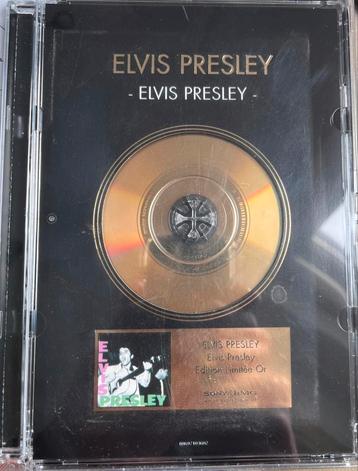 ELVIS PRESLEY
- ELVIS PRESLEY -
ELVIS
PRESLEY
ELVIS PRESLEY
Elvis Presley
Edition Limitée Or
SONY BMG